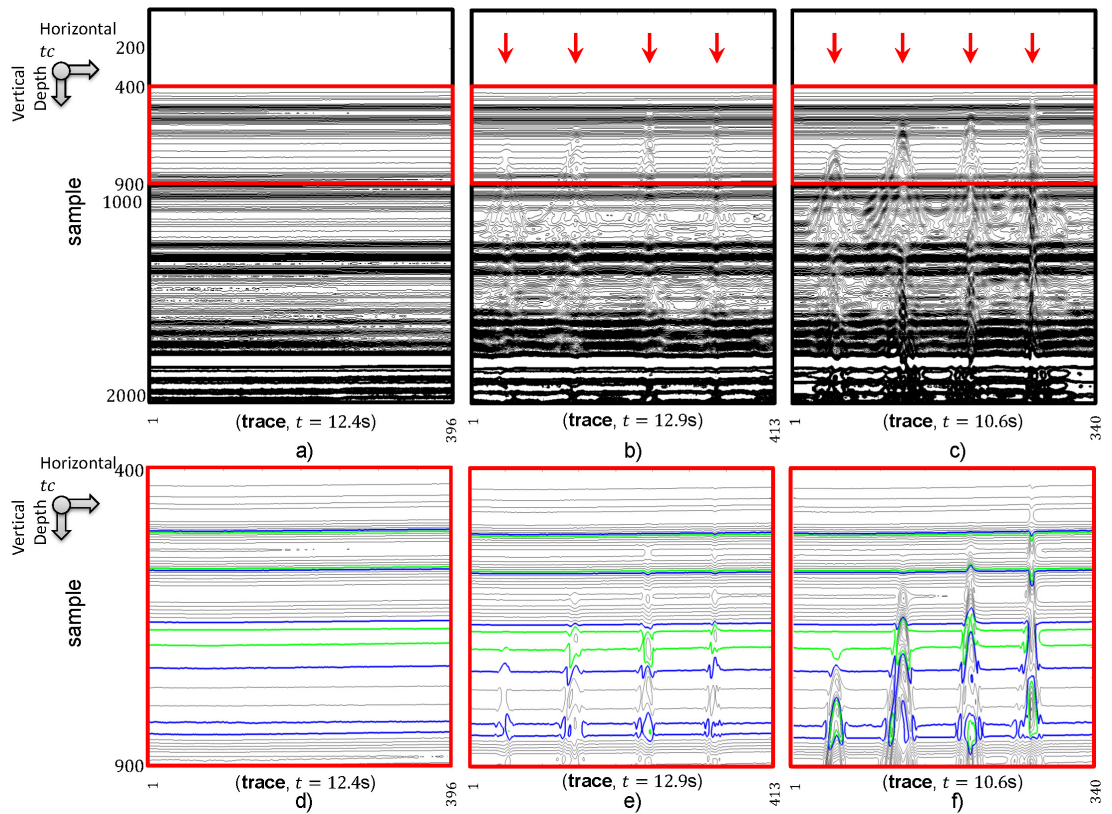 Horizontal
tc
Vertical
Depth
sample
200
400
900
1000
2000
1
(trace, t = 12.4s)
396
a)
1
(trace, t = 12.9s)
413
b)
1
(trace, t = 10.6s)
340
c)
Horizontal
tc
Vertical
Depth
sample
400
900
1
(trace, t = 12.4s)
396
d)
1
(trace, t = 12.9s)
413
e)
1
(trace, t = 10.6s)
340
f)